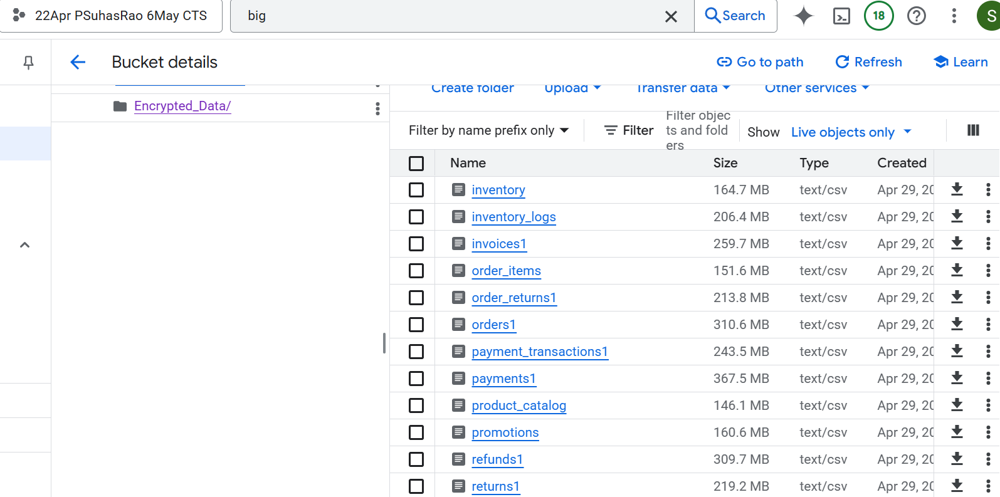 22Apr PSuhasRao 6May CTS
big
Search
18
S
Bucket details
Go to path
Refresh
Learn
Create folder
Upload
Transfer data
Other services
Encrypted_Data/
Filter by name prefix only
Filter
Filter objec
ts and fold
ers
Show
Live objects only
Name Size Type Created
inventory 164.7 MB text/csv Apr 29, 20
inventory_logs 206.4 MB text/csv Apr 29, 20
invoices1 259.7 MB text/csv Apr 29, 20
order_items 151.6 MB text/csv Apr 29, 20
order_returns1 213.8 MB text/csv Apr 29, 20
orders1 310.6 MB text/csv Apr 29, 20
payment_transactions1 243.5 MB text/csv Apr 29, 20
payments1 367.5 MB text/csv Apr 29, 20
product_catalog 146.1 MB text/csv Apr 29, 20
promotions 160.6 MB text/csv Apr 29, 20
refunds1 309.7 MB text/csv Apr 29, 20
returns1 219.2 MB text/csv Apr 29, 20